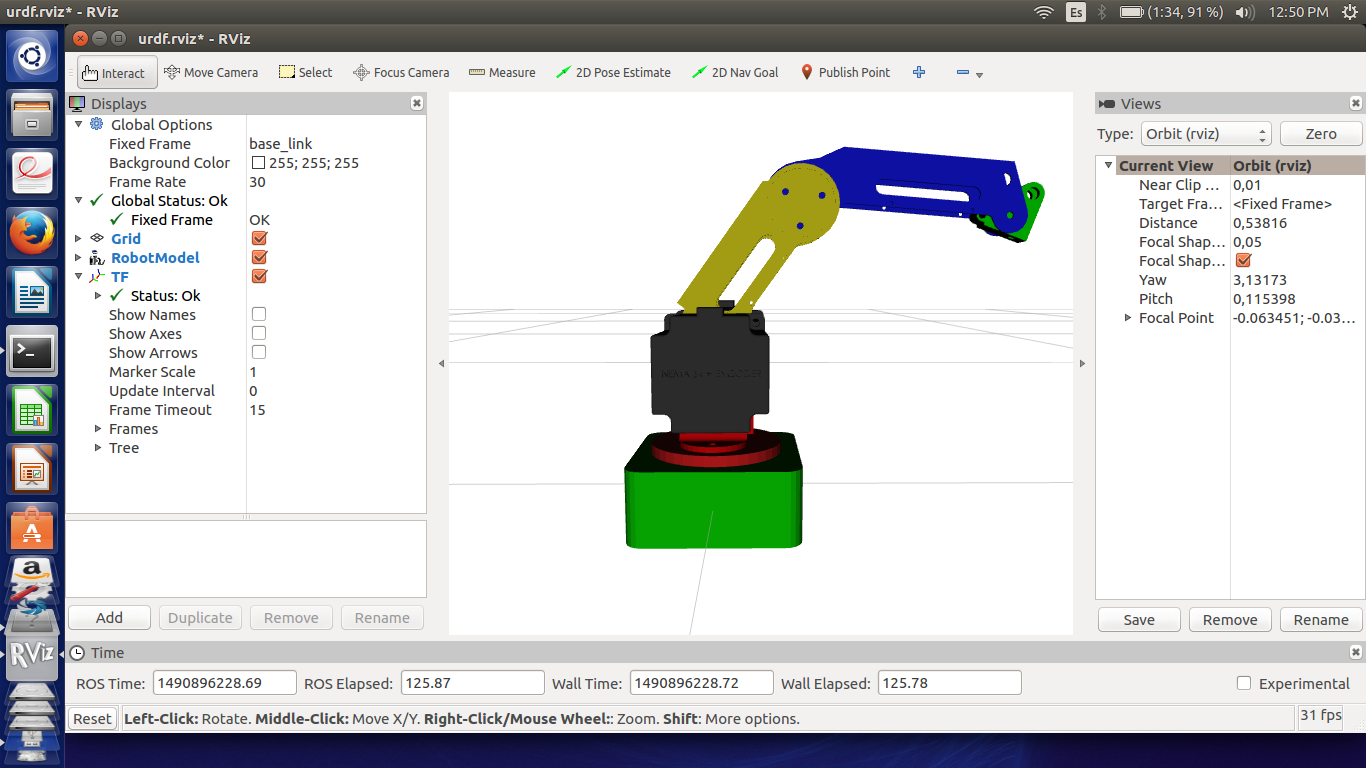 urdf.rviz* - RViz
Es
(1:34, 91 %)
12:50 PM
urdf.rviz* - RViz
Interact
Move Camera
Select
Focus Camera
Measure
2D Pose Estimate
2D Nav Goal
Publish Point
Displays
Global Options
Fixed Frame base_link
Background Color 255; 255; 255
Frame Rate 30
Global Status: Ok
Fixed Frame OK
Grid
RobotModel
TF
Status: Ok
Show Names
Show Axes
Show Arrows
Marker Scale 1
Update Interval 0
Frame Timeout 15
Frames
Tree
Add
Duplicate
Remove
Rename
Views
Type: Orbit (rviz) Zero
Current View Orbit (rviz)
Near Clip ... 0,01
Target Fra... <Fixed Frame>
Distance 0,53816
Focal Shap... 0,05
Focal Shap...
Yaw 3,13173
Pitch 0,115398
Focal Point -0.063451; -0.03...
Save
Remove
Rename
RViz
Time
ROS Time: 1490896228.69 ROS Elapsed: 125.87 Wall Time: 1490896228.72 Wall Elapsed: 125.78 Experimental
Reset Left-Click: Rotate. Middle-Click: Move X/Y. Right-Click/Mouse Wheel:: Zoom. Shift: More options. 31 fps